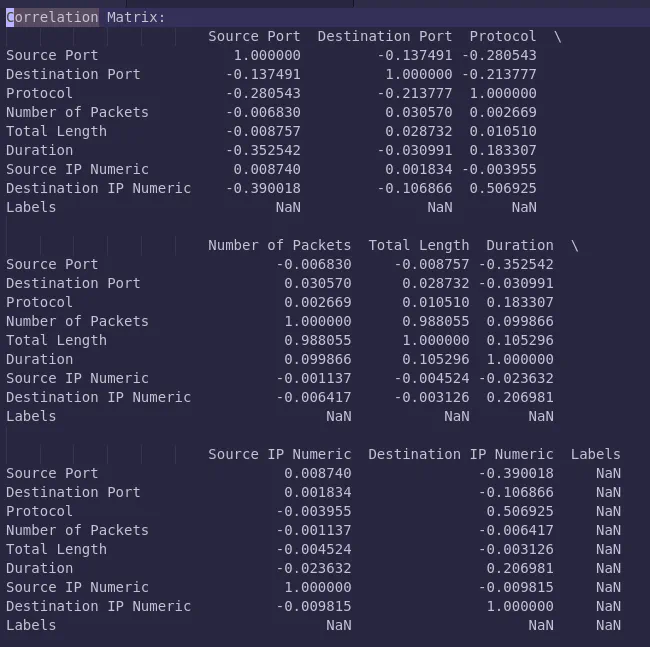 Correlation Matrix:
Source Port  Destination Port  Protocol  \
Source Port                1.000000         -0.137491 -0.280543
Destination Port          -0.137491          1.000000 -0.213777
Protocol                  -0.280543         -0.213777  1.000000
Number of Packets         -0.006830          0.030570  0.002669
Total Length              -0.008757          0.028732  0.010510
Duration                  -0.352542         -0.030991  0.183307
Source IP Numeric          0.008740          0.001834 -0.003955
Destination IP Numeric    -0.390018         -0.106866  0.506925
Labels                          NaN               NaN       NaN
Number of Packets  Total Length  Duration  \
Source Port                     -0.006830     -0.008757 -0.352542
Destination Port                 0.030570      0.028732 -0.030991
Protocol                         0.002669      0.010510  0.183307
Number of Packets                1.000000      0.988055  0.099866
Total Length                     0.988055      1.000000  0.105296
Duration                         0.099866      0.105296  1.000000
Source IP Numeric               -0.001137     -0.004524 -0.023632
Destination IP Numeric          -0.006417     -0.003126  0.206981
Labels                                NaN           NaN       NaN
Source IP Numeric  Destination IP Numeric  Labels
Source Port                      0.008740               -0.390018     NaN
Destination Port                 0.001834               -0.106866     NaN
Protocol                        -0.003955                0.506925     NaN
Number of Packets               -0.001137               -0.006417     NaN
Total Length                    -0.004524               -0.003126     NaN
Duration                        -0.023632                0.206981     NaN
Source IP Numeric                1.000000               -0.009815     NaN
Destination IP Numeric          -0.009815                1.000000     NaN
Labels                                NaN                     NaN     NaN